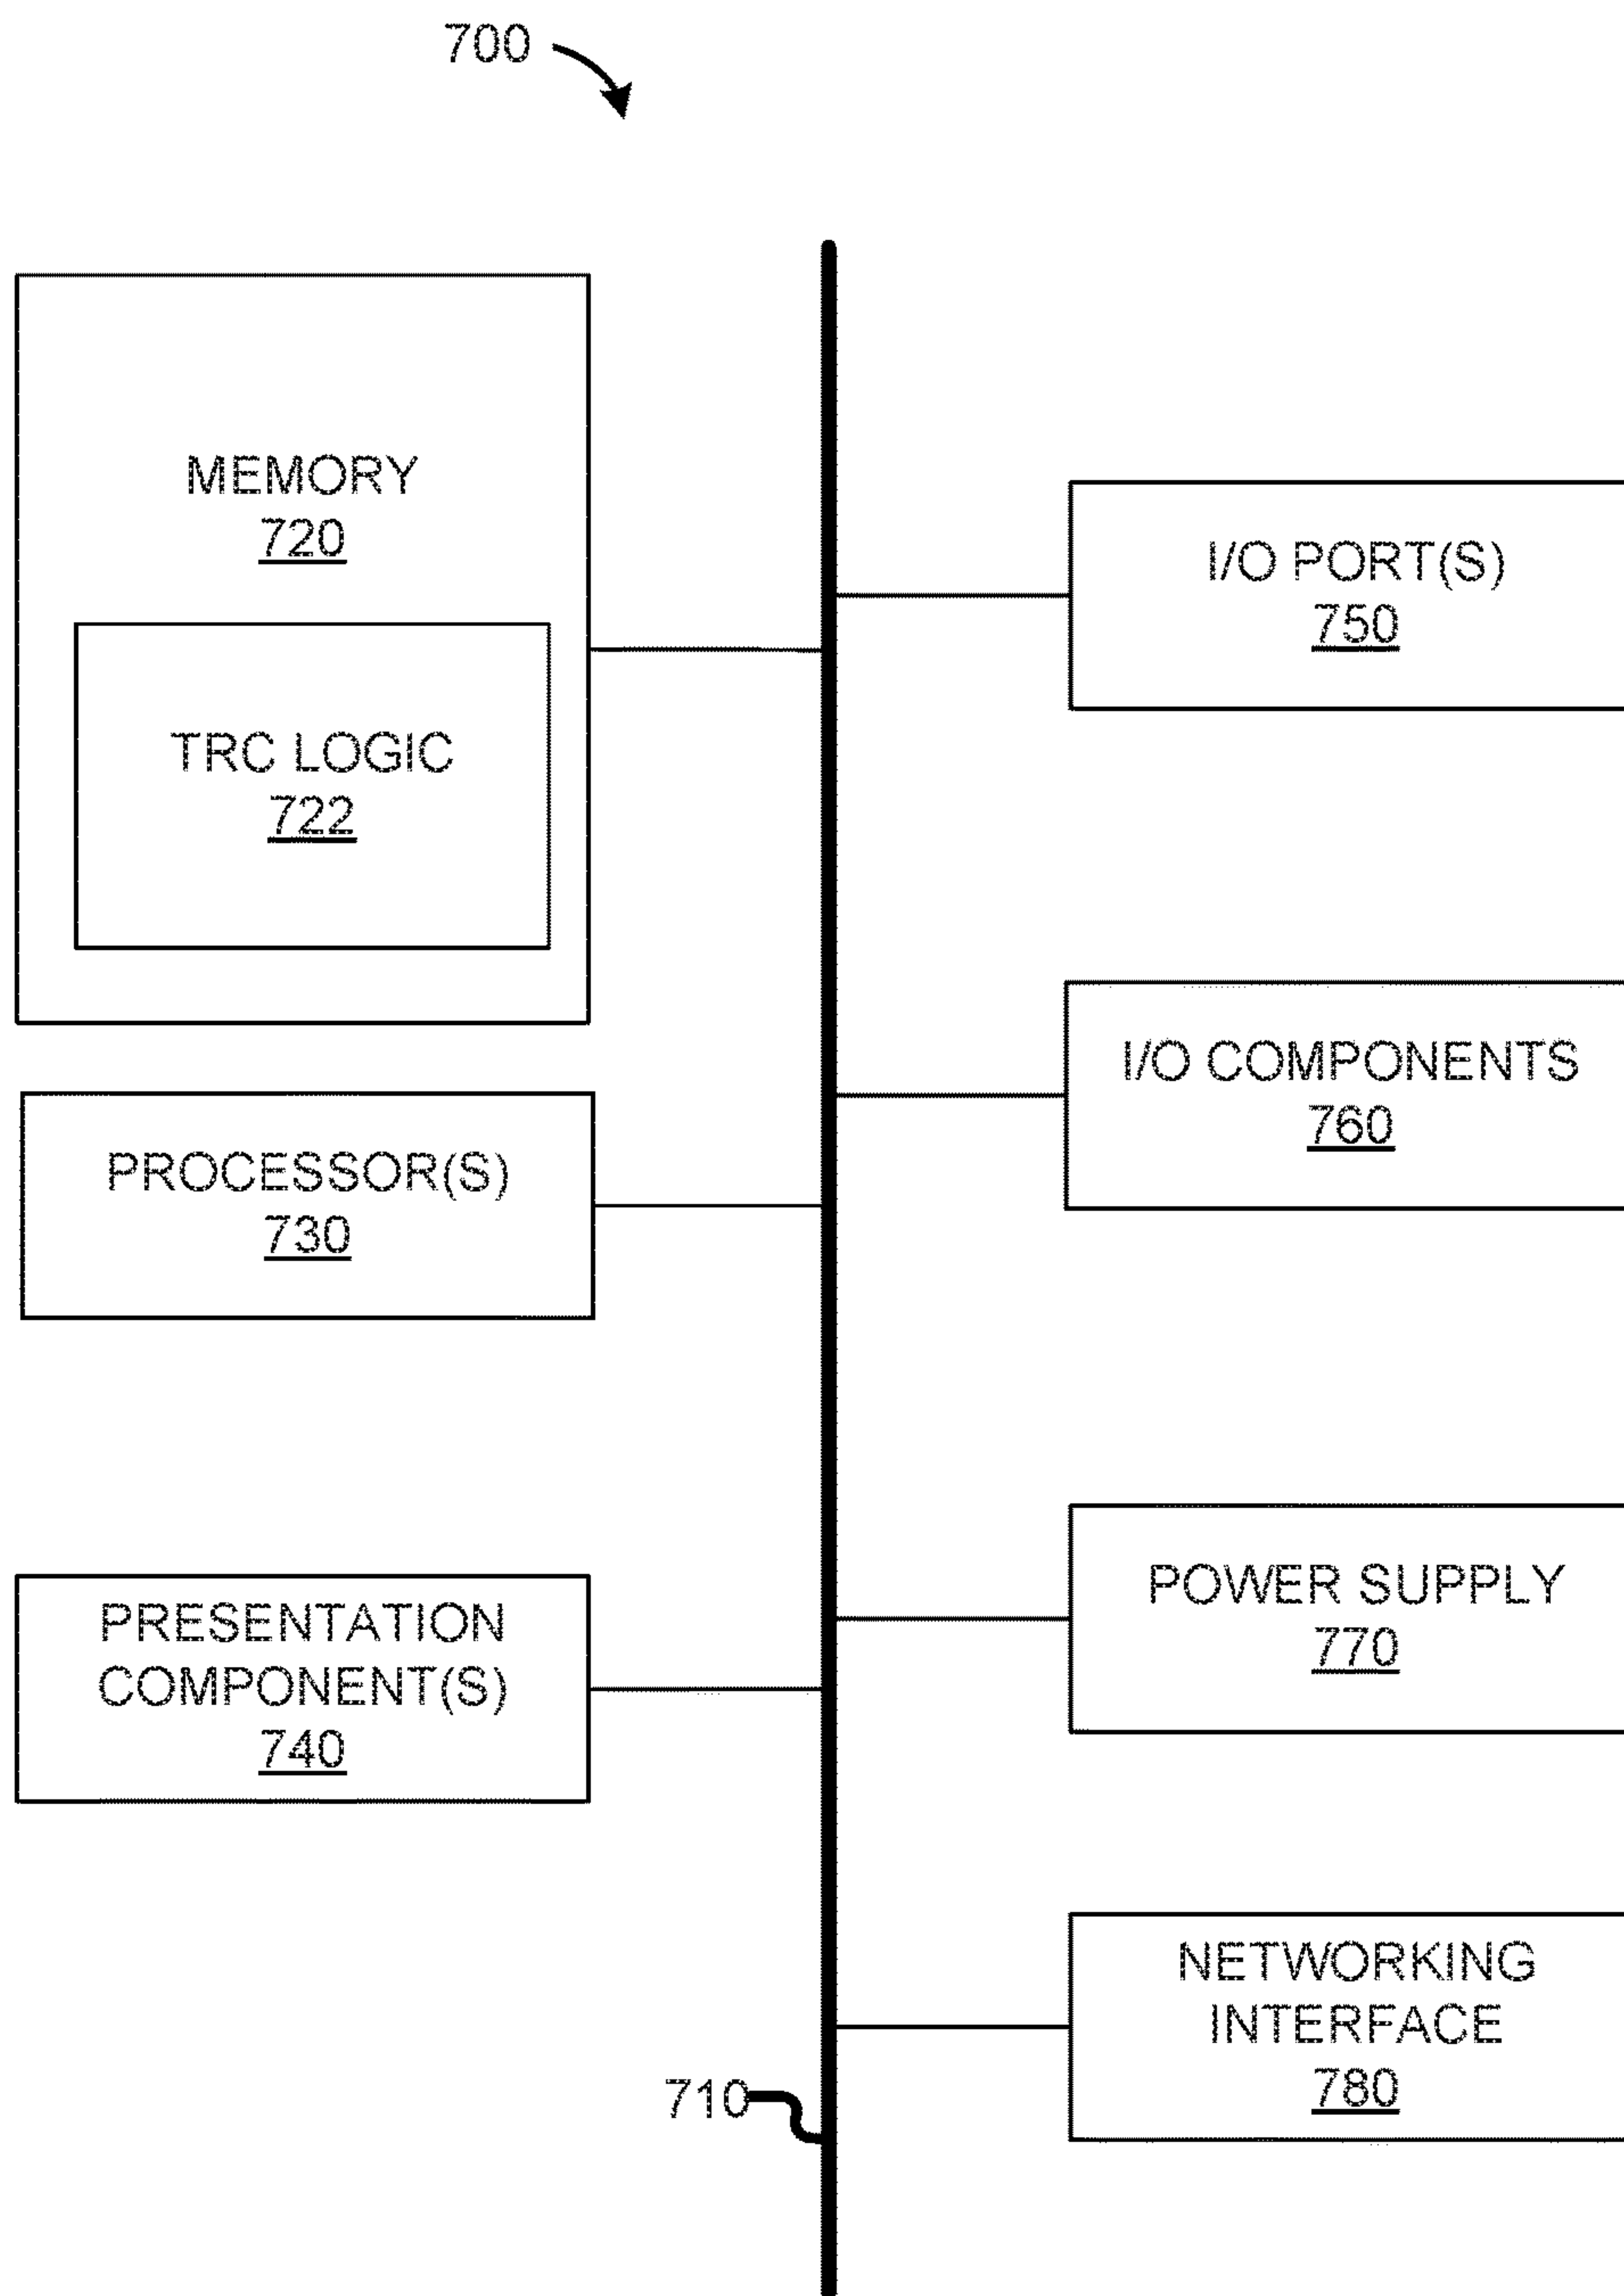 700
MEMORY
720
TRC LOGIC
722
PROCESSOR(S)
730
PRESENTATION
COMPONENT(S)
740
I/O PORT(S)
750
I/O COMPONENTS
760
POWER SUPPLY
770
NETWORKING
INTERFACE
780
710